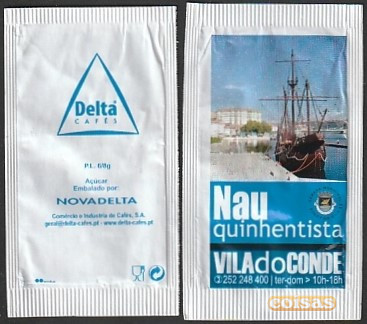 Delta
CAFÉS
P.L. 6/8g
Açúcar
Embalado por:
NOVADELTA
Comércio e Indústria de Cafés, S.A.
geral@delta-cafes.pt - www.delta-cafes.pt
Nau
quinhentista
VILAdoCONDE
252 248 400 | ter-dom > 10h-18h
coisas